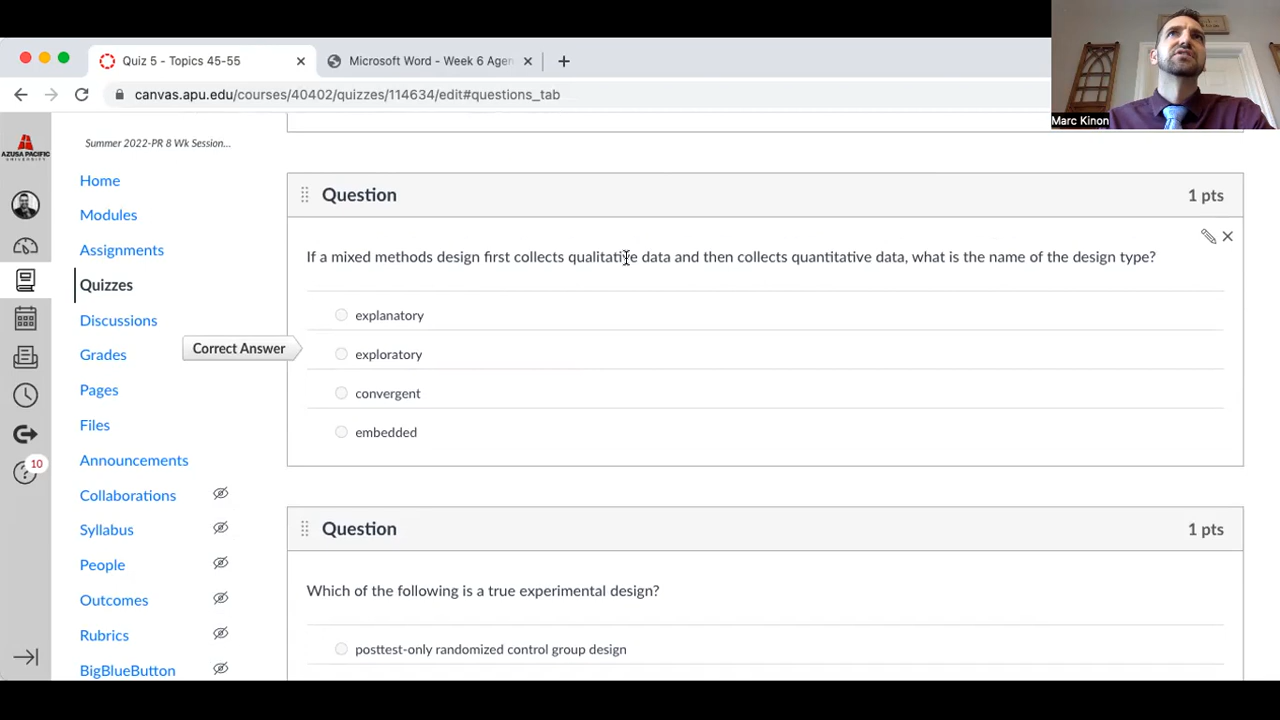 Quiz 5 - Topics 45-55
Microsoft Word - Week 6 Agen
canvas.apu.edu/courses/40402/quizzes/114634/edit#questions_tab
Marc Kinon
AZUSA PACIFIC
UNIVERSITY
10
Summer 2022-PR 8 Wk Session...
Home
Modules
Assignments
Quizzes
Discussions
Grades
Pages
Files
Announcements
Collaborations
Syllabus
People
Outcomes
Rubrics
BigBlueButton
Question 1 pts
If a mixed methods design first collects qualitative data and then collects quantitative data, what is the name of the design type?
explanatory
Correct Answer
exploratory
convergent
embedded
Question 1 pts
Which of the following is a true experimental design?
posttest-only randomized control group design